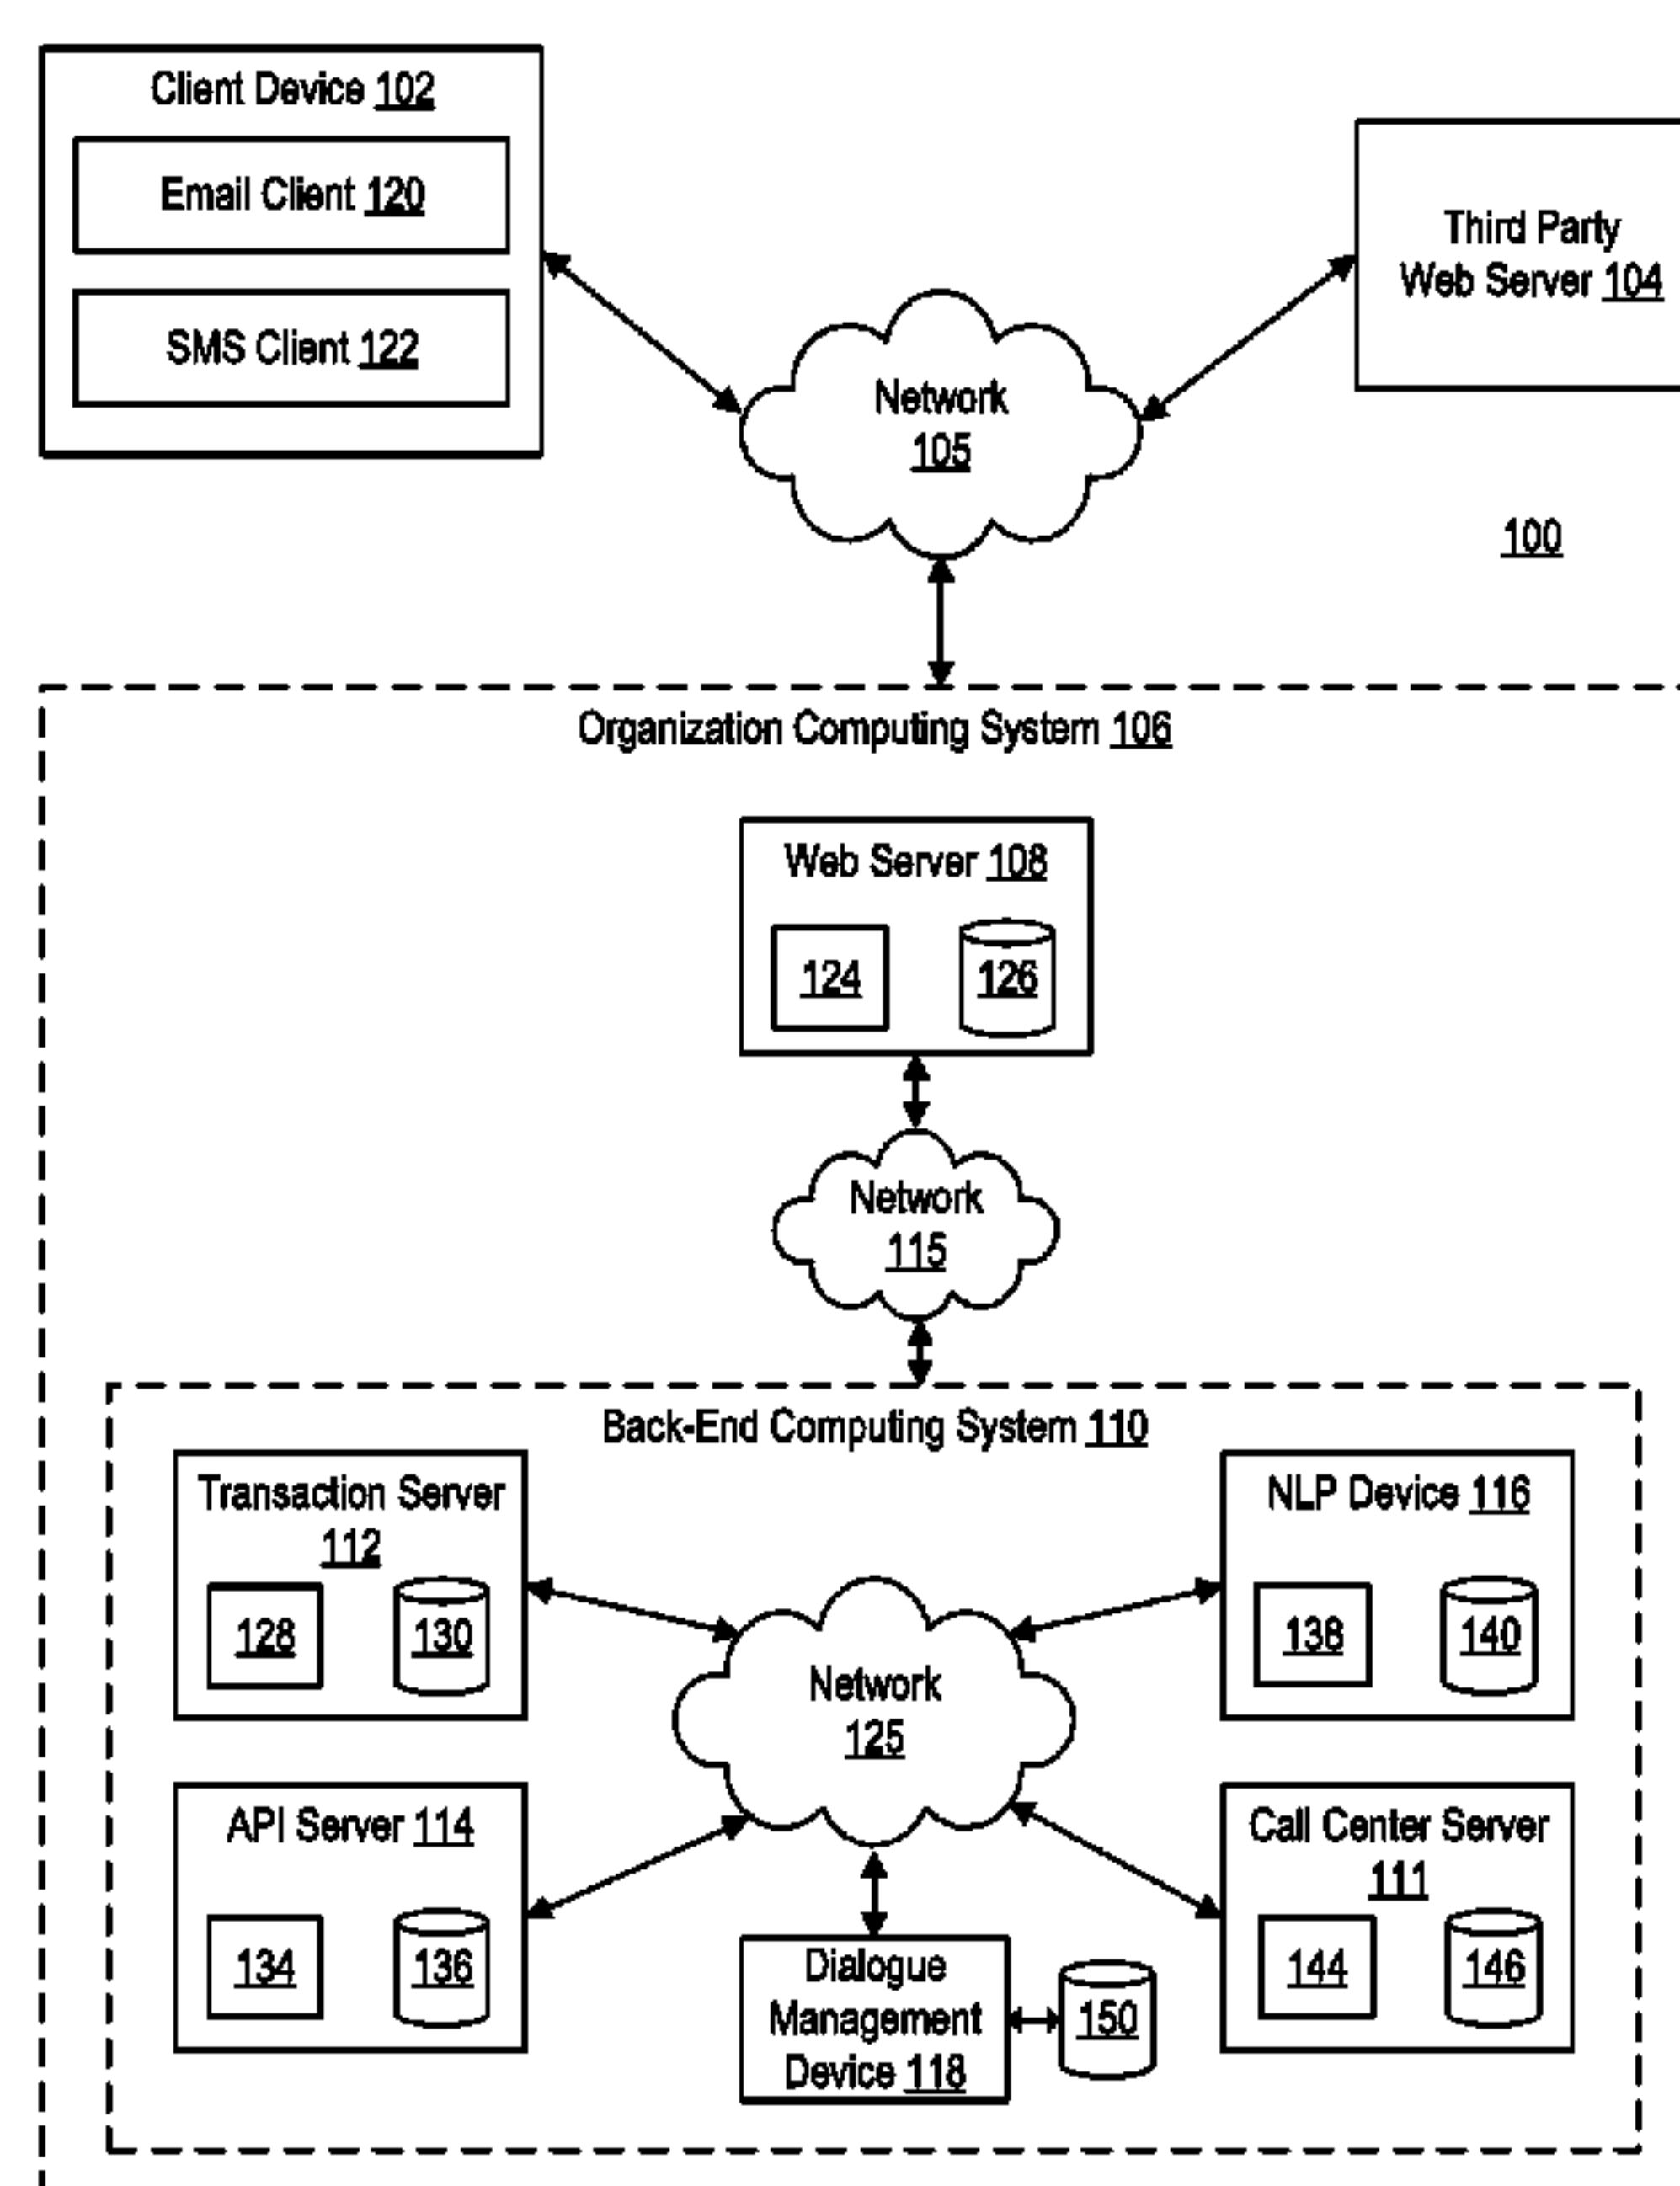 Client Device 102
Email Client 120
SMS Client 122
Third Party
Web Server 104
Network
105
100
Organization Computing System 106
Web Server 108
124
126
Network
115
Back-End Computing System 110
Transaction Server
112
128
130
NLP Device 116
138
140
Network
125
API Server 114
134
136
Call Center Server
111
144
146
Dialogue
Management
Device 118
150